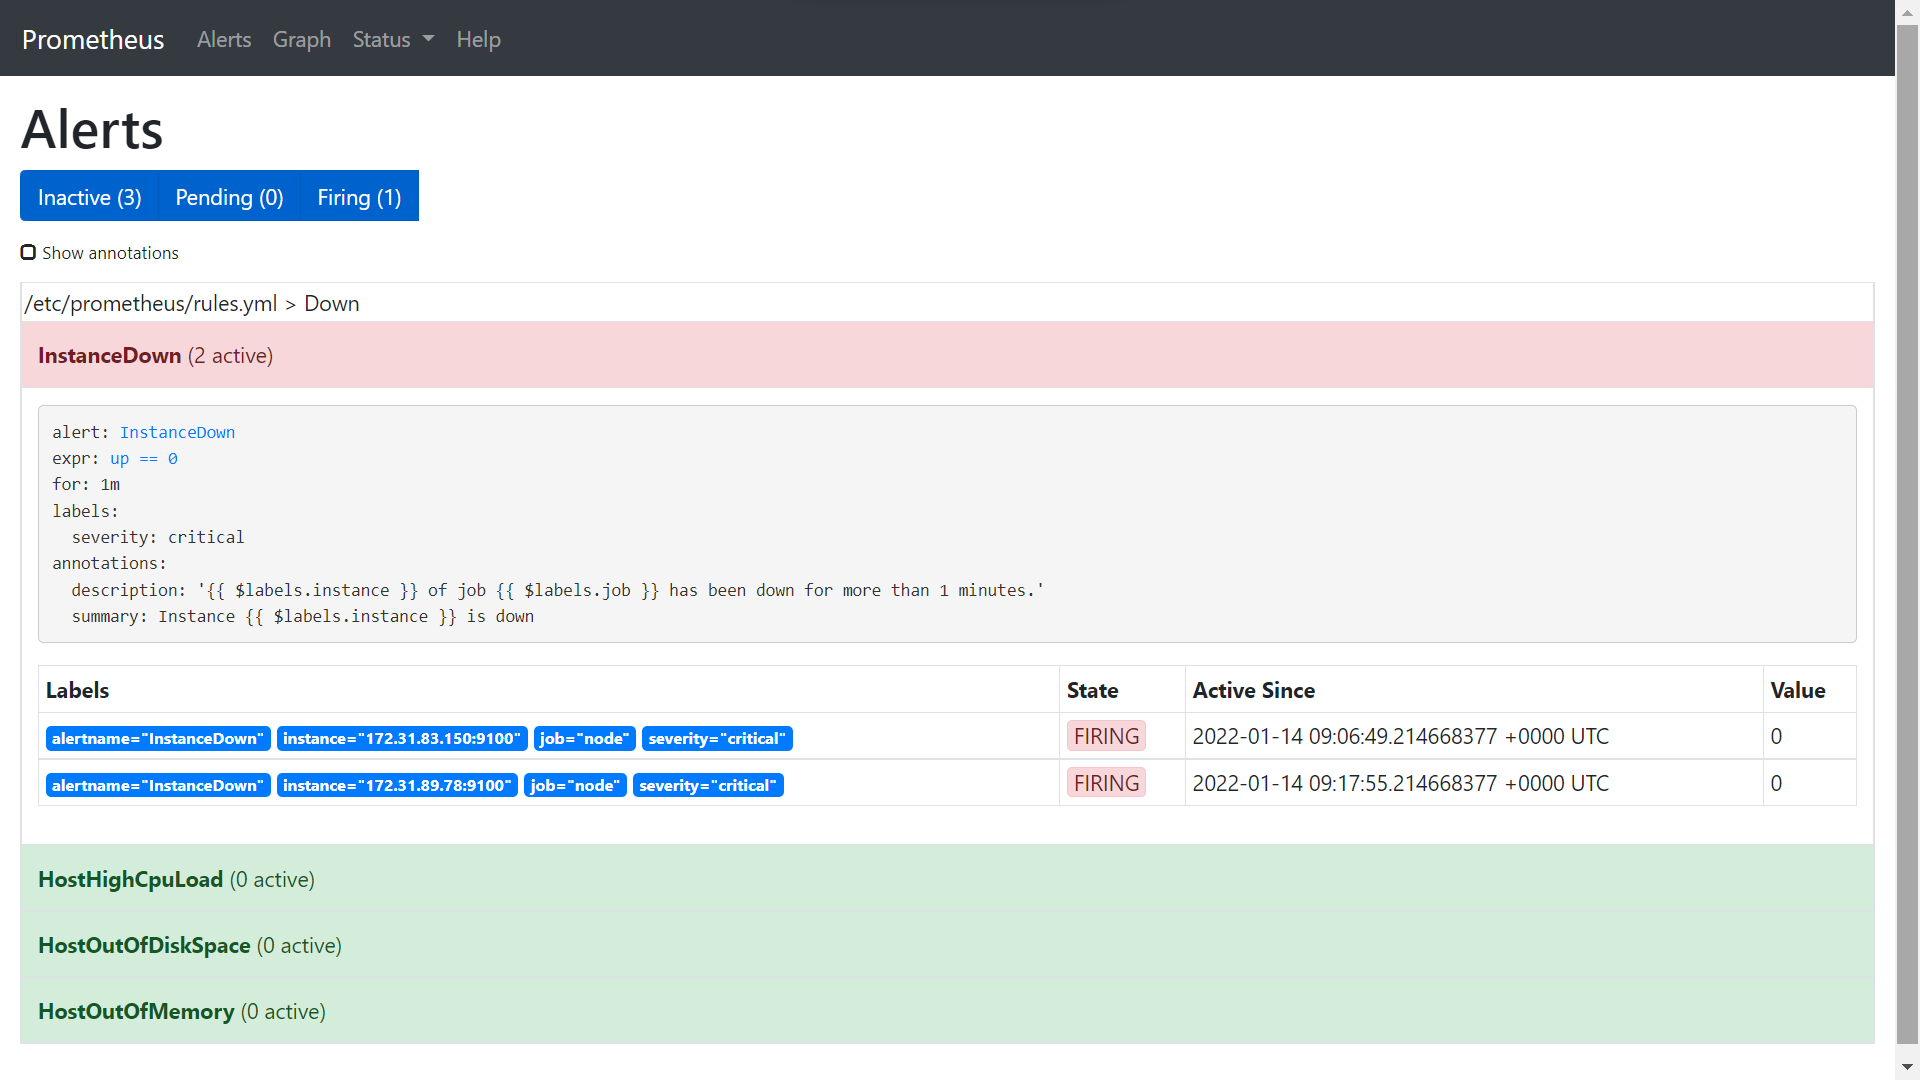 Prometheus Alerts Graph Status Help
Alerts
Inactive (3) Pending (0) Firing (1)
Show annotations
/etc/prometheus/rules.yml > Down
InstanceDown (2 active)
alert: InstanceDown
expr: up == 0
for: 1m
labels:
  severity: critical
annotations:
  description: '{{ $labels.instance }} of job {{ $labels.job }} has been down for more than 1 minutes.'
  summary: Instance {{ $labels.instance }} is down
Labels State Active Since Value
alertname="InstanceDown" instance="172.31.83.150:9100" job="node" severity="critical" FIRING 2022-01-14 09:06:49.214668377 +0000 UTC 0
alertname="InstanceDown" instance="172.31.89.78:9100" job="node" severity="critical" FIRING 2022-01-14 09:17:55.214668377 +0000 UTC 0
HostHighCpuLoad (0 active)
HostOutOfDiskSpace (0 active)
HostOutOfMemory (0 active)